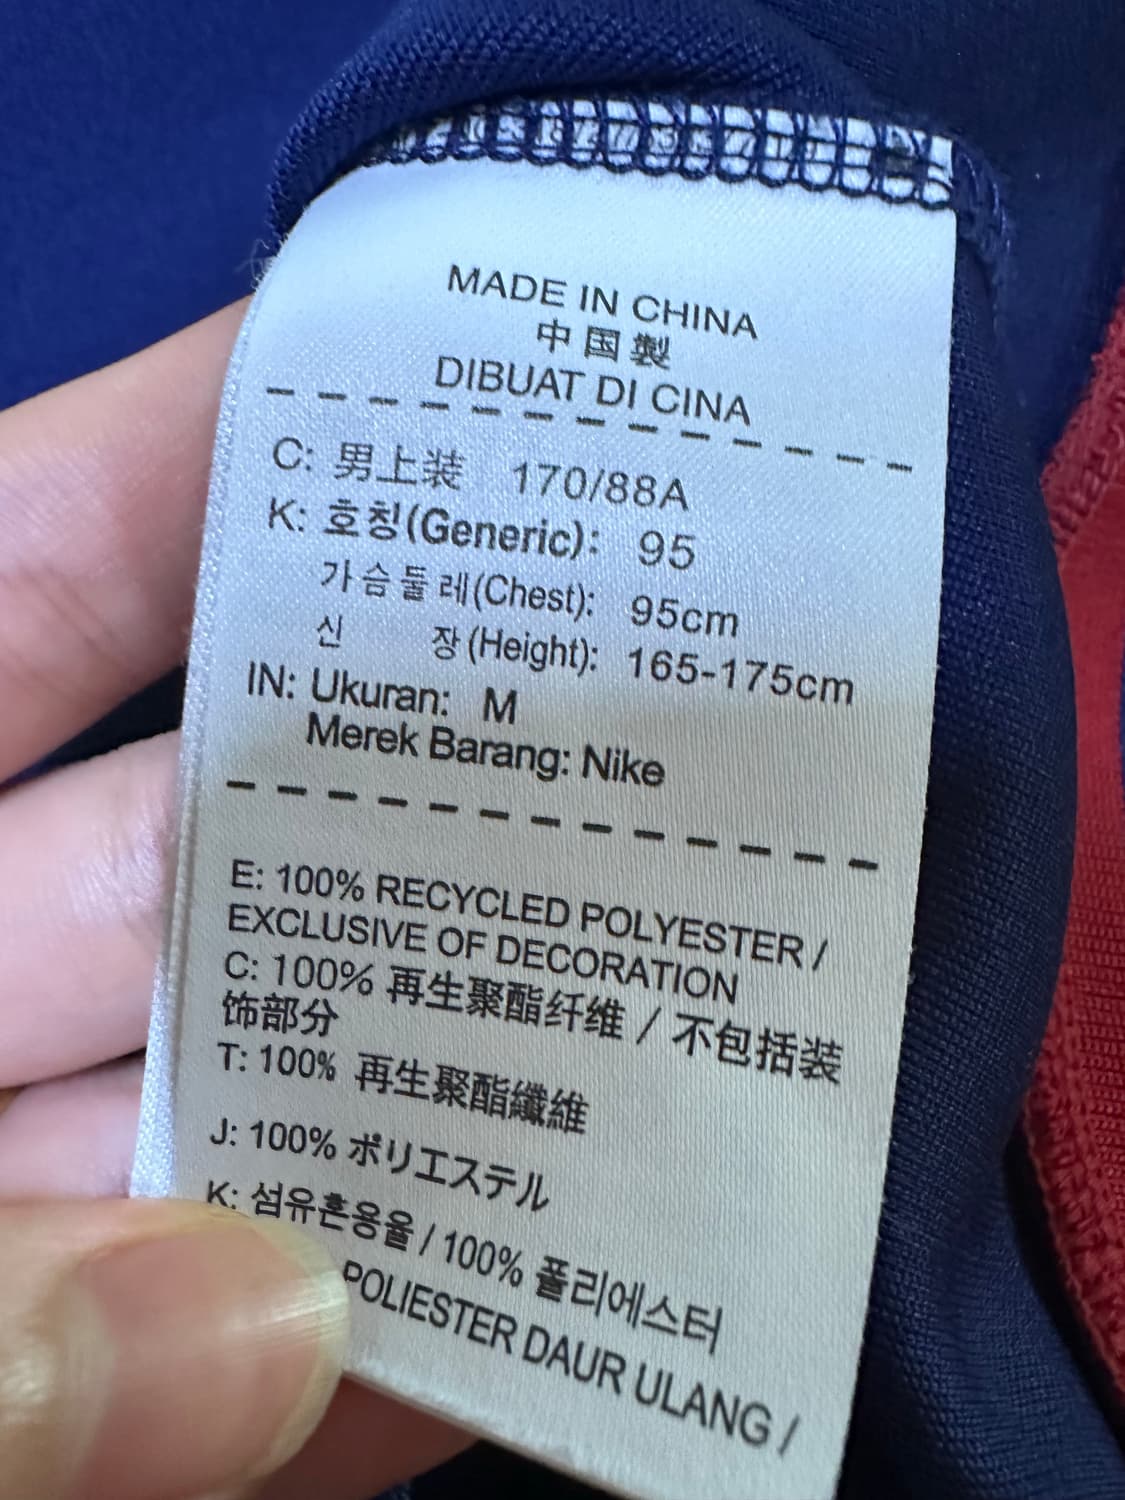 MADE IN CHINA
中国製
DIBUAT DI CINA
C: 男上装 170/88A
K: 호칭(Generic): 95
가슴둘레(Chest): 95cm
신 장(Height): 165-175cm
IN: Ukuran: M
Merek Barang: Nike
E: 100% RECYCLED POLYESTER /
EXCLUSIVE OF DECORATION
C: 100% 再生聚酯纤维 / 不包括装
饰部分
T: 100% 再生聚酯纖維
J: 100% ポリエステル
K: 섬유혼용율 / 100% 폴리에스터
POLIESTER DAUR ULANG /